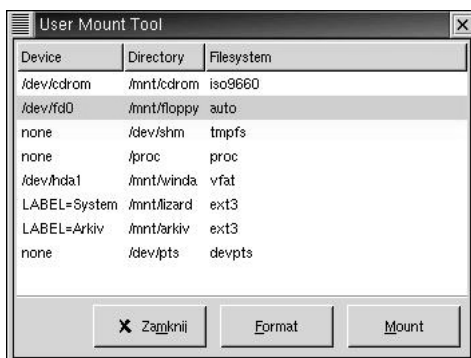 User Mount Tool
Device Directory Filesystem
/dev/cdrom /mnt/cdrom iso9660
/dev/fd0 /mnt/floppy auto
none /dev/shm tmpfs
none /proc proc
/dev/hda1 /mnt/winda vfat
LABEL=System /mnt/lizard ext3
LABEL=Arkiv /mnt/arkiv ext3
none /dev/pts devpts
Zamknij Format Mount